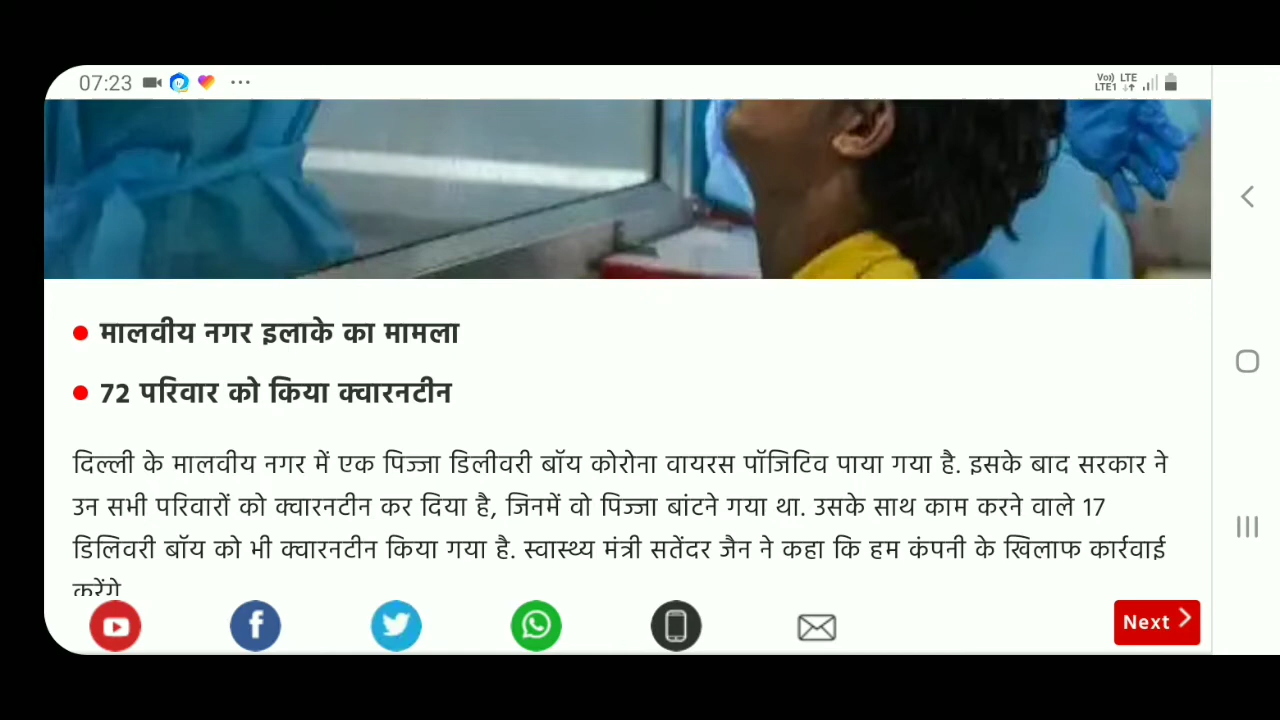 07:23
Vo) LTE
LTE1
मालवीय नगर इलाके का मामला
72 परिवार को किया क्वारनटीन
दिल्ली के मालवीय नगर में एक पिज्जा डिलीवरी बॉय कोरोना वायरस पॉजिटिव पाया गया है. इसके बाद सरकार ने
उन सभी परिवारों को क्वारनटीन कर दिया है, जिनमें वो पिज्जा बांटने गया था. उसके साथ काम करने वाले 17
डिलिवरी बॉय को भी क्वारनटीन किया गया है. स्वास्थ्य मंत्री सतेंदर जैन ने कहा कि हम कंपनी के खिलाफ कार्रवाई
करेंगे
Next